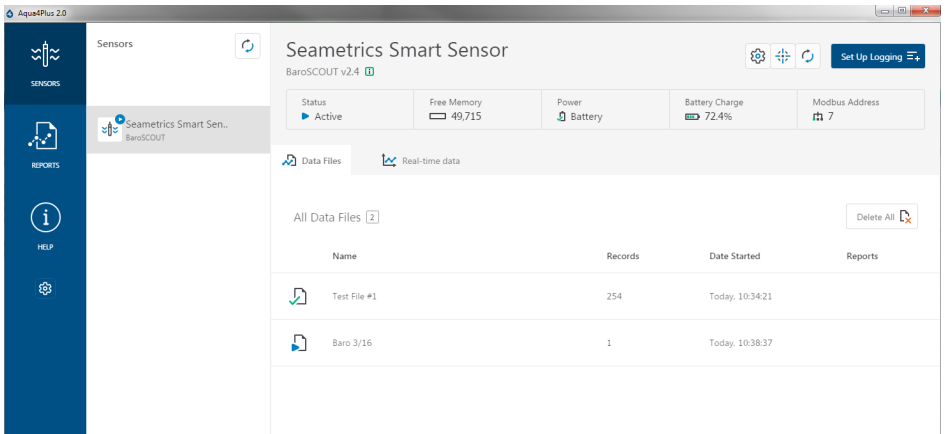 Aqua4Plus 2.0
SENSORS
REPORTS
HELP
Sensors
Seametrics Smart Sen..
BaroSCOUT
Seametrics Smart Sensor
BaroSCOUT v2.4
Set Up Logging
Status Free Memory Power Battery Charge Modbus Address
Active 49,715 Battery 72.4% 7
Data Files Real-time data
All Data Files 2
Delete All
Name Records Date Started Reports
Test File #1 254 Today, 10:34:21
Baro 3/16 1 Today, 10:38:37